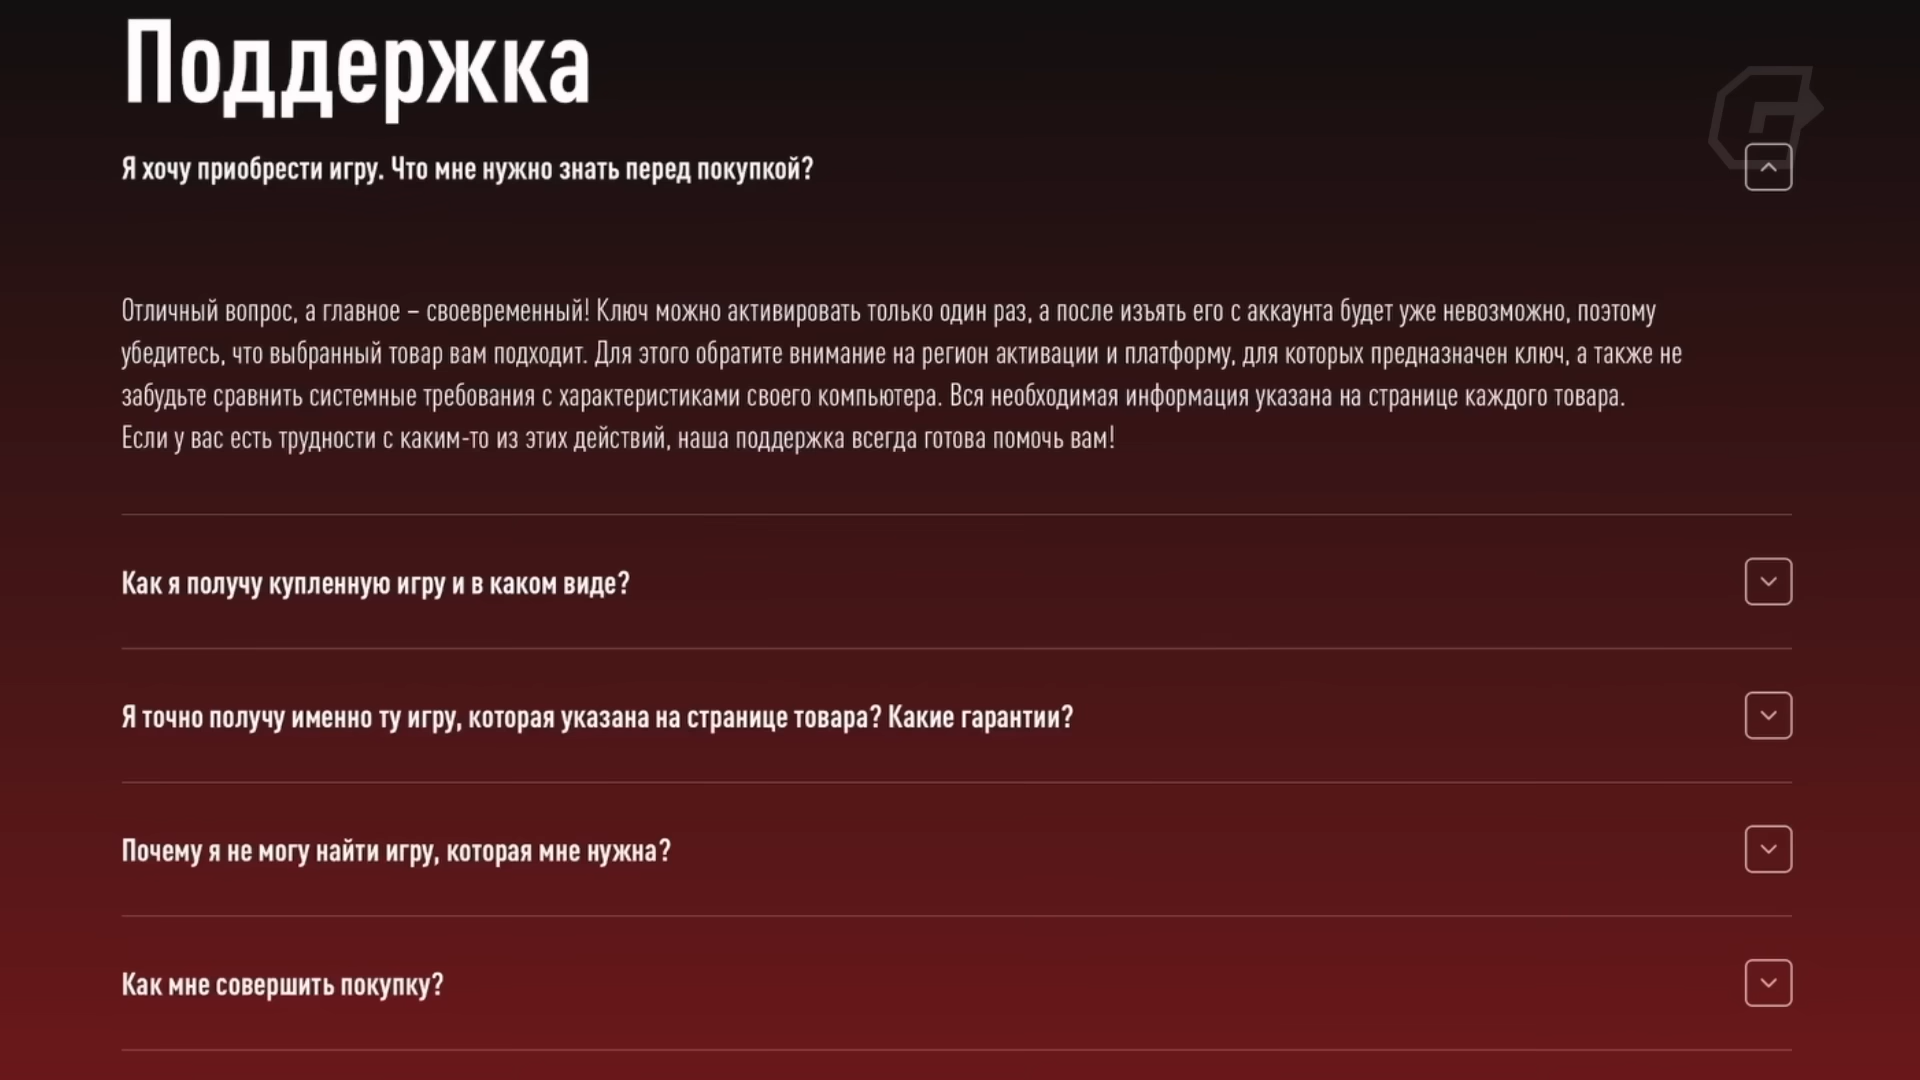 Поддержка
Я хочу приобрести игру. Что мне нужно знать перед покупкой?
Отличный вопрос, а главное – своевременный! Ключ можно активировать только один раз, а после изъять его с аккаунта будет уже невозможно, поэтому
убедитесь, что выбранный товар вам подходит. Для этого обратите внимание на регион активации и платформу, для которых предназначен ключ, а также не
забудьте сравнить системные требования с характеристиками своего компьютера. Вся необходимая информация указана на странице каждого товара.
Если у вас есть трудности с каким-то из этих действий, наша поддержка всегда готова помочь вам!
Как я получу купленную игру и в каком виде?
Я точно получу именно ту игру, которая указана на странице товара? Какие гарантии?
Почему я не могу найти игру, которая мне нужна?
Как мне совершить покупку?